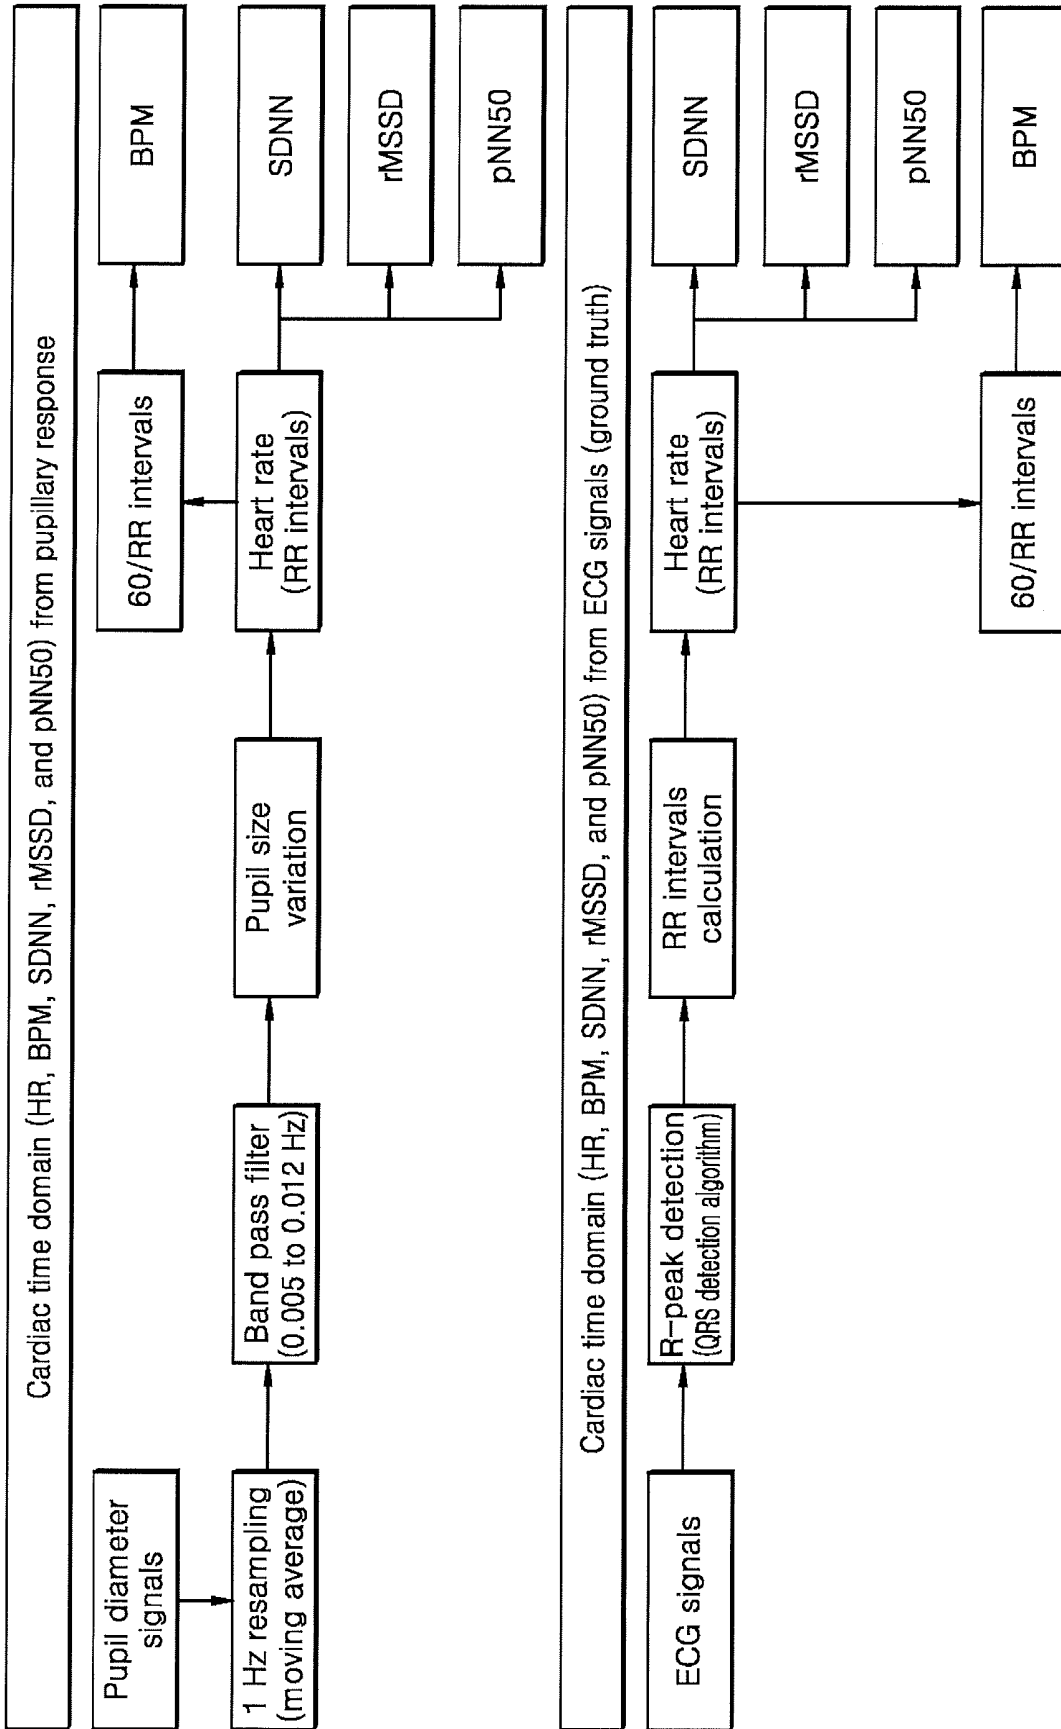 Cardiac time domain (HR, BPM, SDNN, rMSSD, and pNN50) from pupillary response
Pupil diameter
signals
1 Hz resampling
(moving average)
Band pass filter
(0.005 to 0.012 Hz)
Pupil size
variation
Heart rate
(RR intervals)
60/RR intervals
BPM
SDNN
rMSSD
pNN50
Cardiac time domain (HR, BPM, SDNN, rMSSD, and pNN50) from ECG signals (ground truth)
ECG signals
R-peak detection
(QRS detection algorithm)
RR intervals
calculation
Heart rate
(RR intervals)
SDNN
rMSSD
pNN50
60/RR intervals
BPM